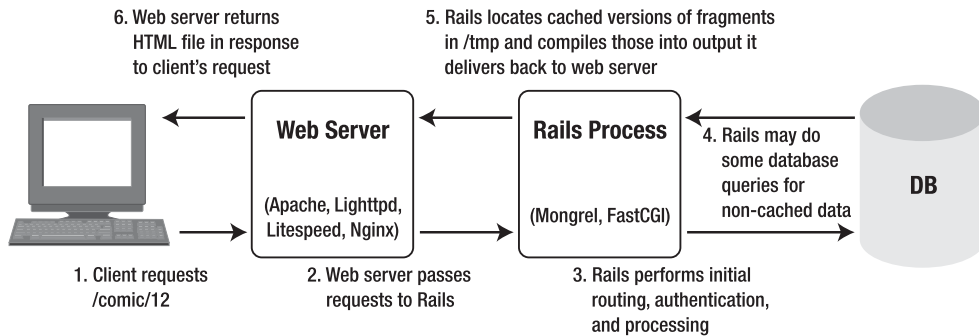 6. Web server returns
HTML file in response
to client's request
5. Rails locates cached versions of fragments
in /tmp and compiles those into output it
delivers back to web server
Web Server
(Apache, Lighttpd,
Litespeed, Nginx)
Rails Process
(Mongrel, FastCGI)
4. Rails may do
some database
queries for
non-cached data
DB
1. Client requests
/comic/12
2. Web server passes
requests to Rails
3. Rails performs initial
routing, authentication,
and processing